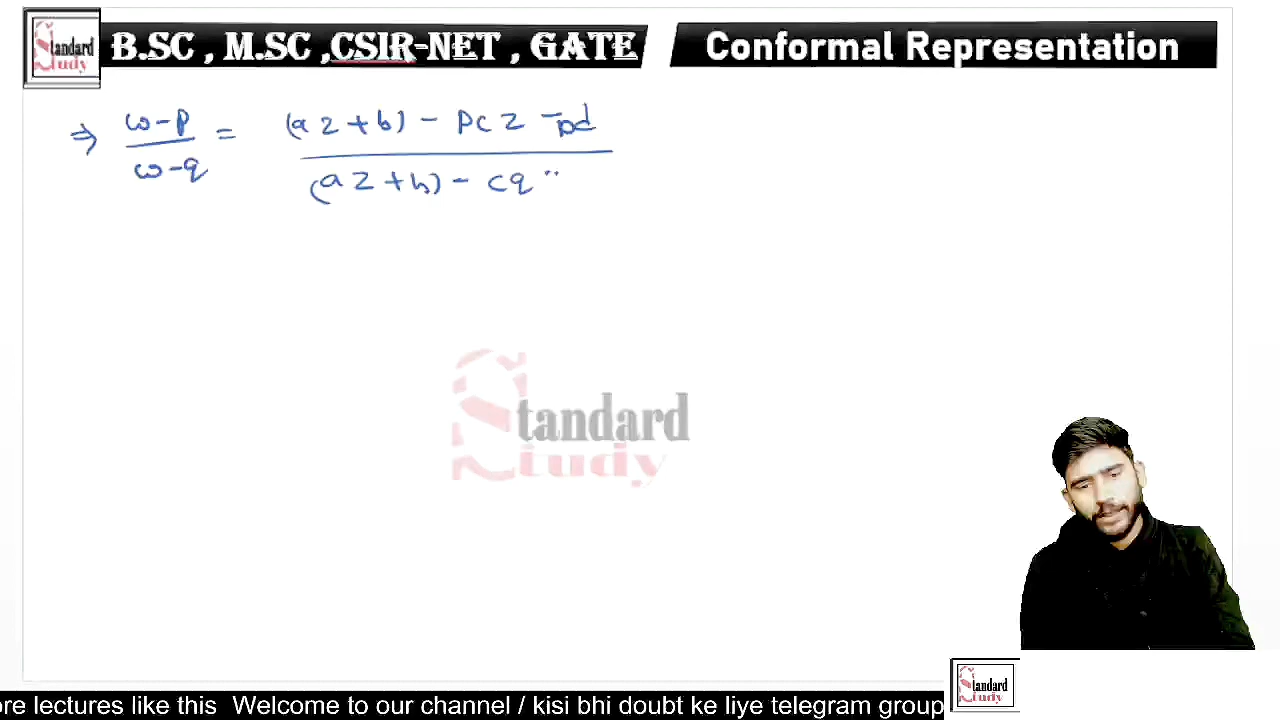 Standard Study
B.SC , M.SC ,CSIR-NET , GATE
Conformal Representation
⇒ (ω-p)/(ω-q) = ((az+b) - pcz -pd)/((az+b) - cq
Standard Study
Standard Study
ore lectures like this Welcome to our channel / kisi bhi doubt ke liye telegram group